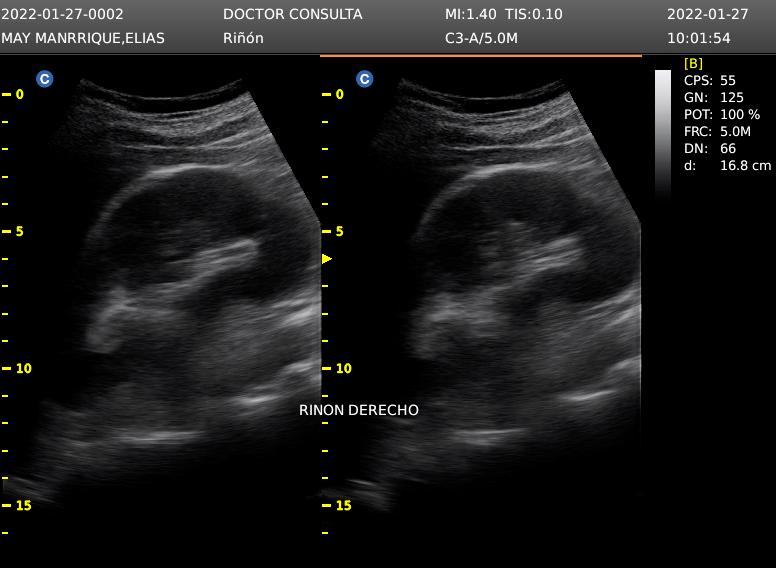 2022-01-27-0002 DOCTOR CONSULTA MI:1.40 TIS:0.10 2022-01-27
MAY MANRRIQUE,ELIAS Riñón C3-A/5.0M 10:01:54
C C
[B]
CPS: 55
GN: 125
POT: 100 %
FRC: 5.0M
DN: 66
d: 16.8 cm
0 0
5 5
10 10
RINON DERECHO
15 15